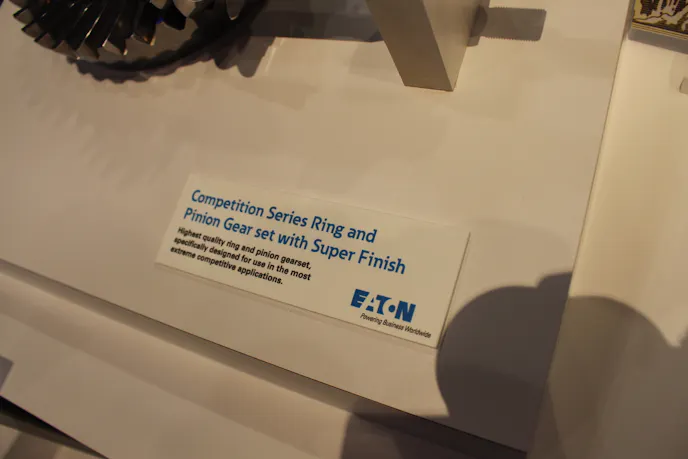 Competition Series Ring and
Pinion Gear set with Super Finish
Highest quality ring and pinion gearset,
specifically designed for use in the most
extreme competitive applications.
EATON
Powering Business Worldwide